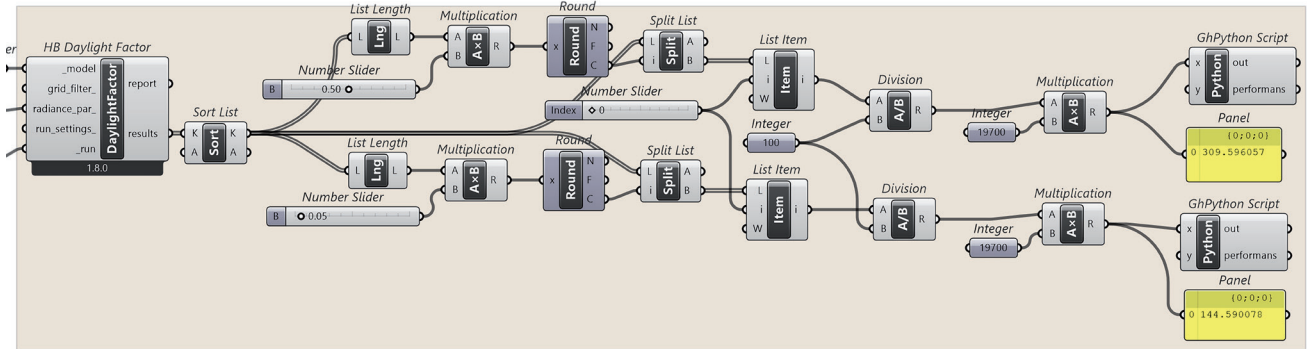 er
HB Daylight Factor
_model
grid_filter_
radiance_par_
run_settings_
_run
DaylightFactor
report
results
1.8.0
Sort List
K
A
Sort
K
A
List Length
L
Lng
L
Number Slider
B
0.50
Multiplication
A
B
A×B
R
Round
x
Round
N
F
C
Split List
L
i
Split
A
B
Number Slider
Index
0
List Item
L
i
W
Item
i
Integer
100
Division
A
B
A/B
R
Integer
19700
Multiplication
A
B
A×B
R
GhPython Script
x
y
Python
out
performans
Panel
{0;0;0}
0 309.596057
List Length
L
Lng
L
Number Slider
B
0.05
Multiplication
A
B
A×B
R
Round
x
Round
N
F
C
Split List
L
i
Split
A
B
List Item
L
i
W
Item
i
Division
A
B
A/B
R
Integer
19700
Multiplication
A
B
A×B
R
GhPython Script
x
y
Python
out
performans
Panel
{0;0;0}
0 144.590078